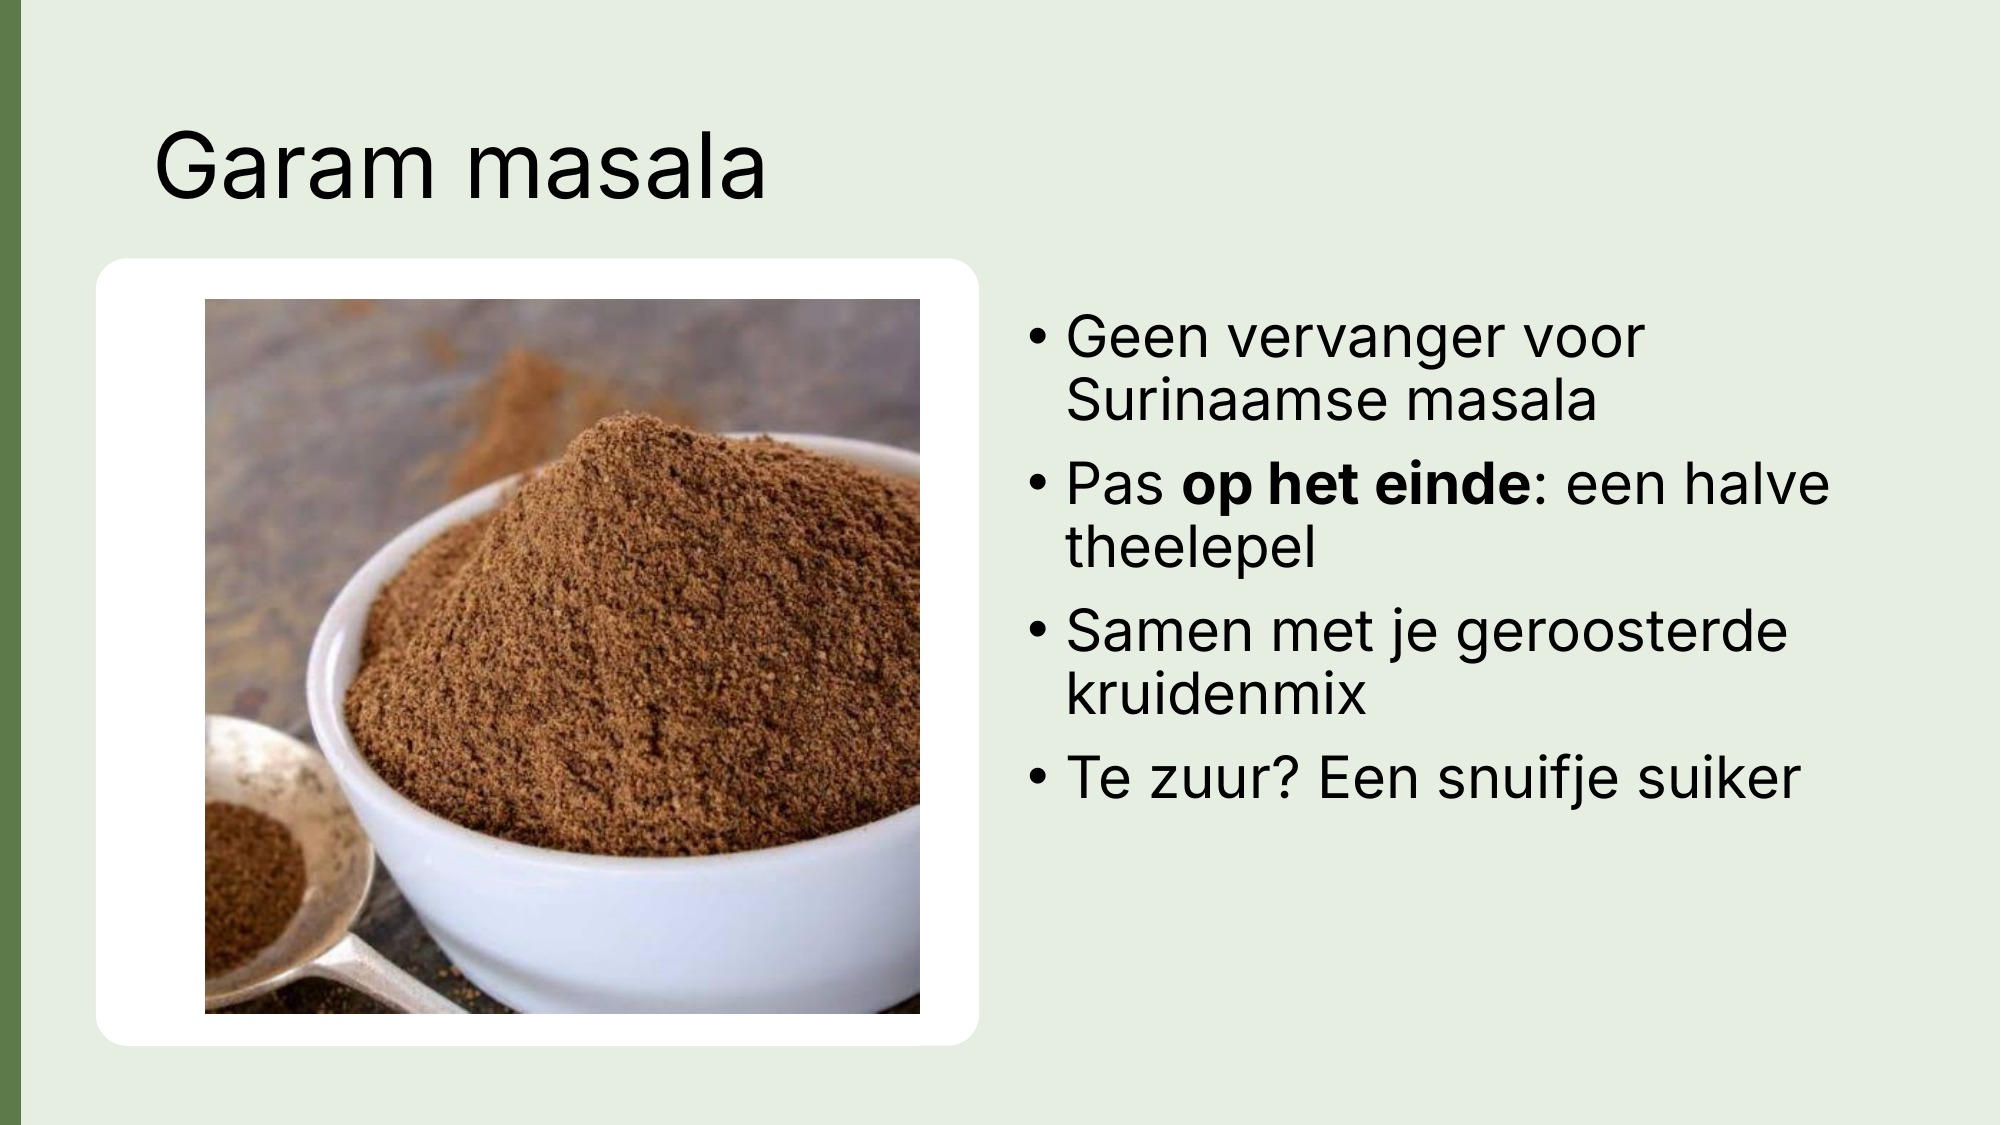 Garam masala
• Geen vervanger voor
Surinaamse masala
• Pas op het einde: een halve
theelepel
• Samen met je geroosterde
kruidenmix
• Te zuur? Een snuifje suiker